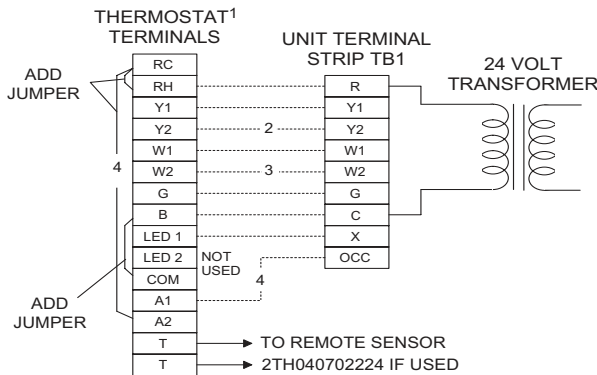 THERMOSTAT1
TERMINALS
UNIT TERMINAL
STRIP TB1
24 VOLT
TRANSFORMER
ADD
JUMPER
RC
RH
R
Y1
Y1
Y2
2
Y2
W1
W1
4
W2
3
W2
G
G
B
C
LED 1
X
LED 2
NOT
USED
OCC
COM
4
A1
ADD
JUMPER
A2
T
TO REMOTE SENSOR
T
2TH040702224 IF USED